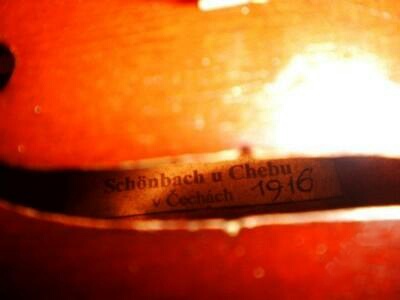 Schönbach u Chebu
v Čechách 1916